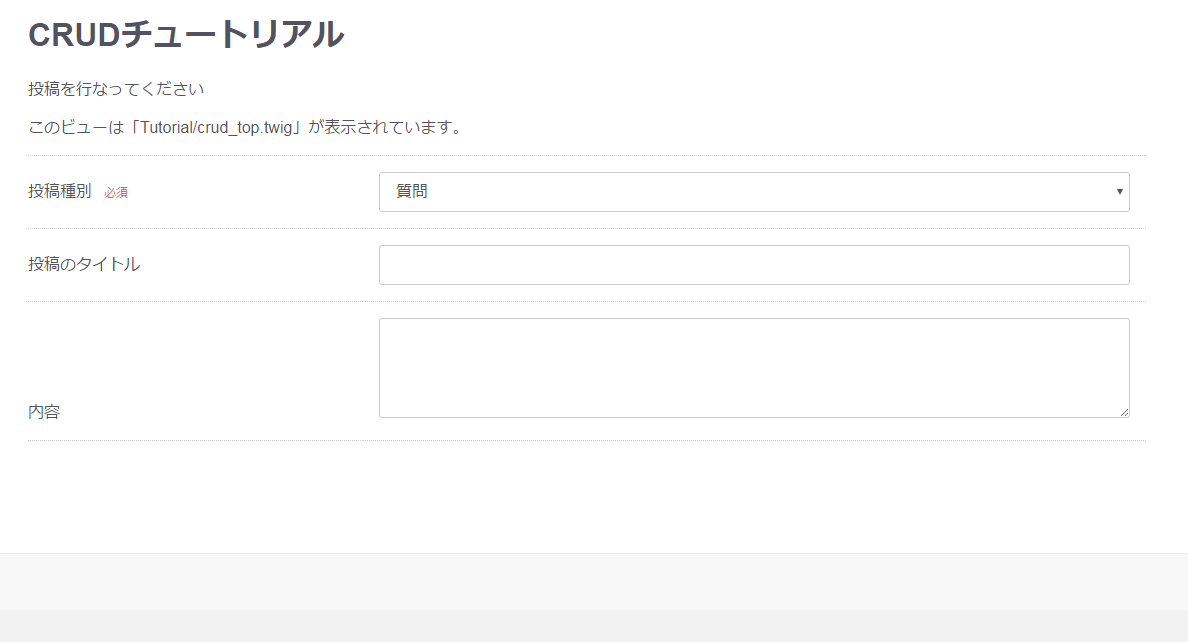 CRUDチュートリアル
投稿を行なってください
このビューは「Tutorial/crud_top.twig」が表示されています。
投稿種別 必須
質問
投稿のタイトル
内容